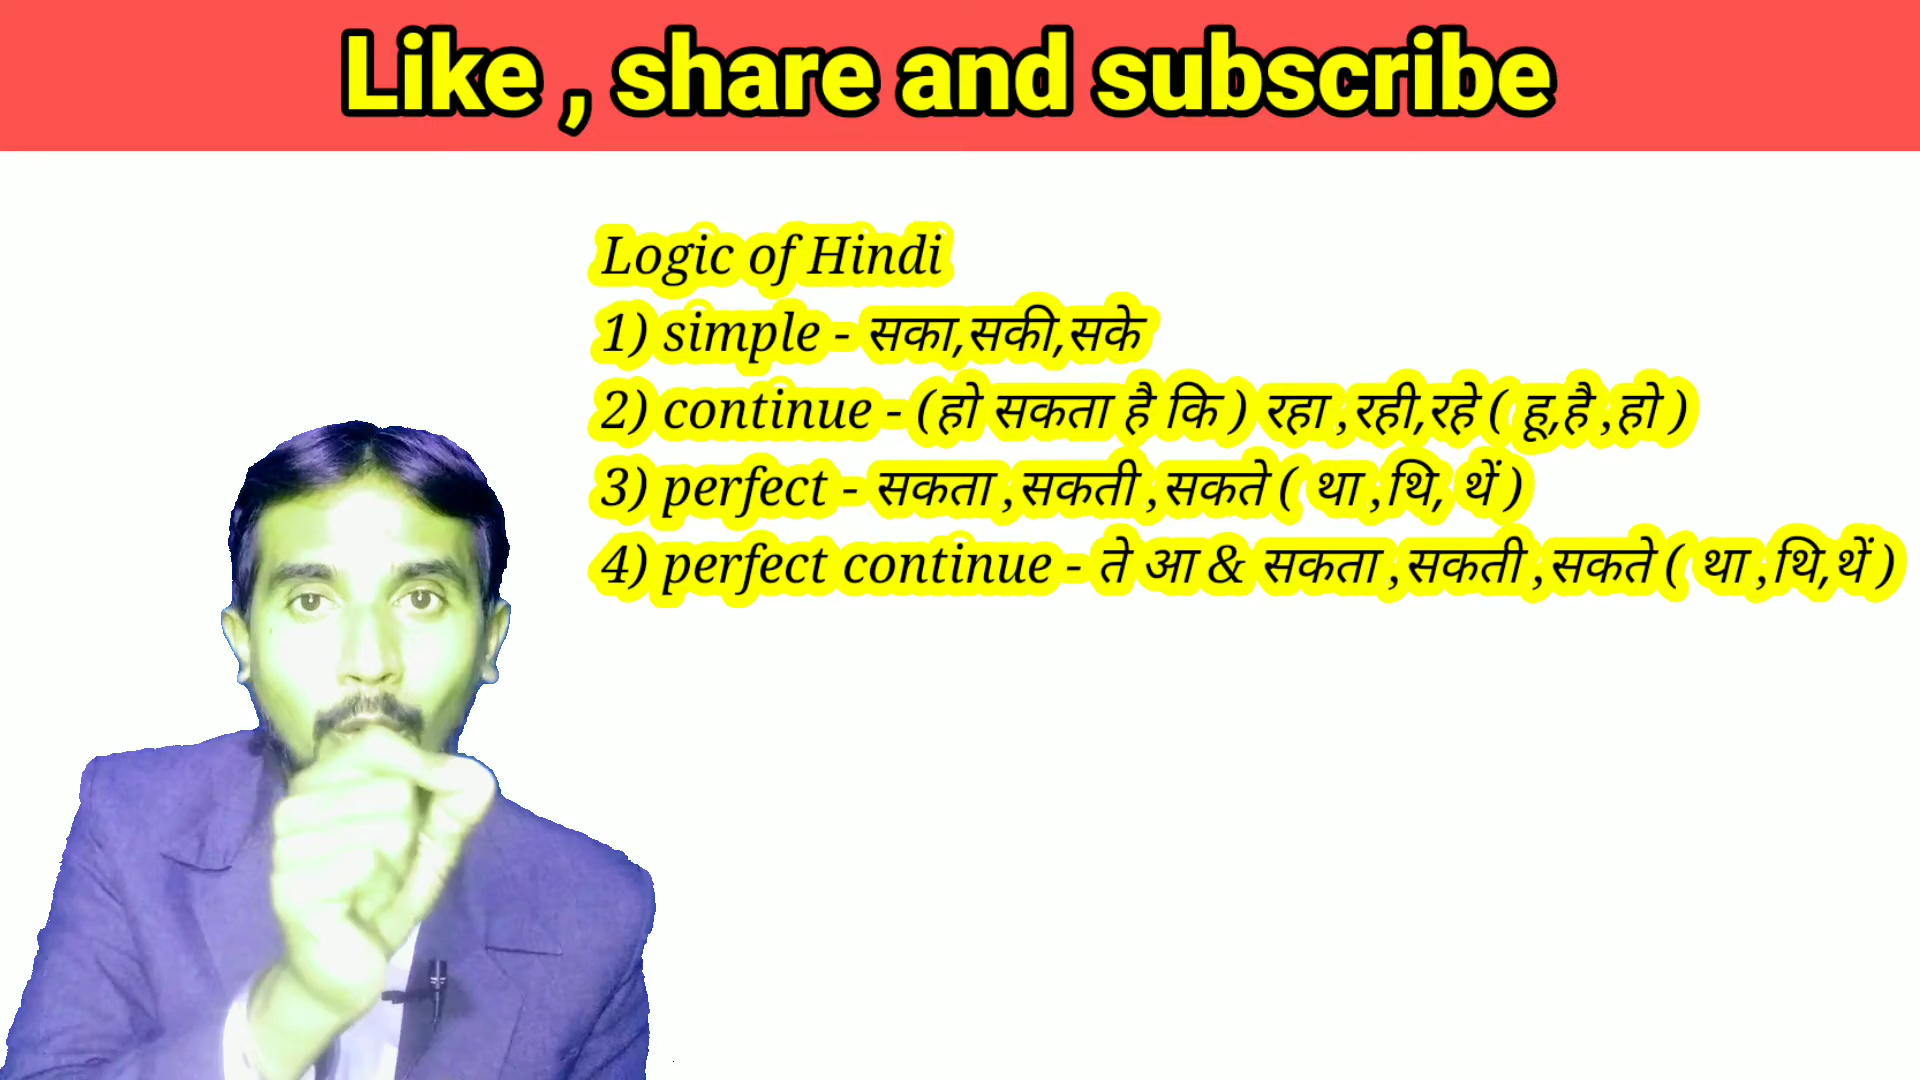 Like , share and subscribe
Logic of Hindi
1) simple - सका,सकी,सके
2) continue - (हो सकता है कि ) रहा ,रही,रहे ( हू,है ,हो )
3) perfect - सकता ,सकती ,सकते ( था ,थि, थें )
4) perfect continue - ते आ & सकता ,सकती ,सकते ( था ,थि,थें )